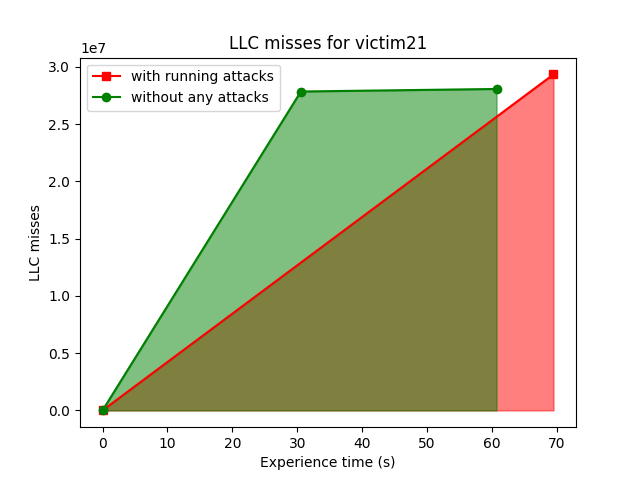 LLC misses for victim21
1e7
with running attacks
without any attacks
3.0
2.5
2.0
1.5
1.0
0.5
0.0
LLC misses
0 10 20 30 40 50 60 70
Experience time (s)